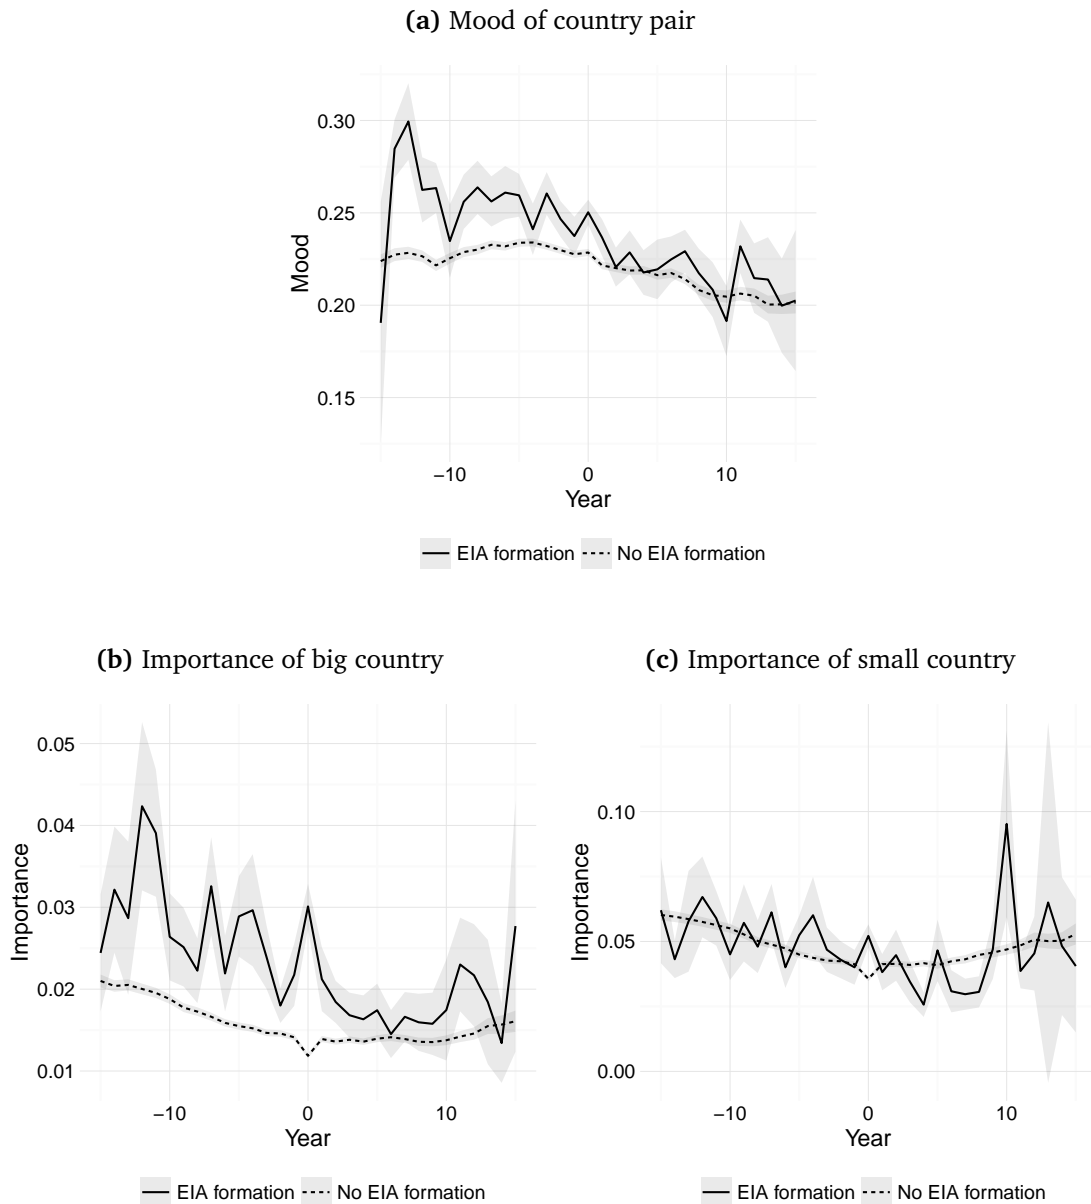 (a) Mood of country pair
0.30
0.25
0.20
0.15
Mood
−10 0 10
Year
EIA formation No EIA formation
(b) Importance of big country
0.05
0.04
0.03
0.02
0.01
Importance
−10 0 10
Year
EIA formation No EIA formation
(c) Importance of small country
0.10
0.05
0.00
Importance
−10 0 10
Year
EIA formation No EIA formation